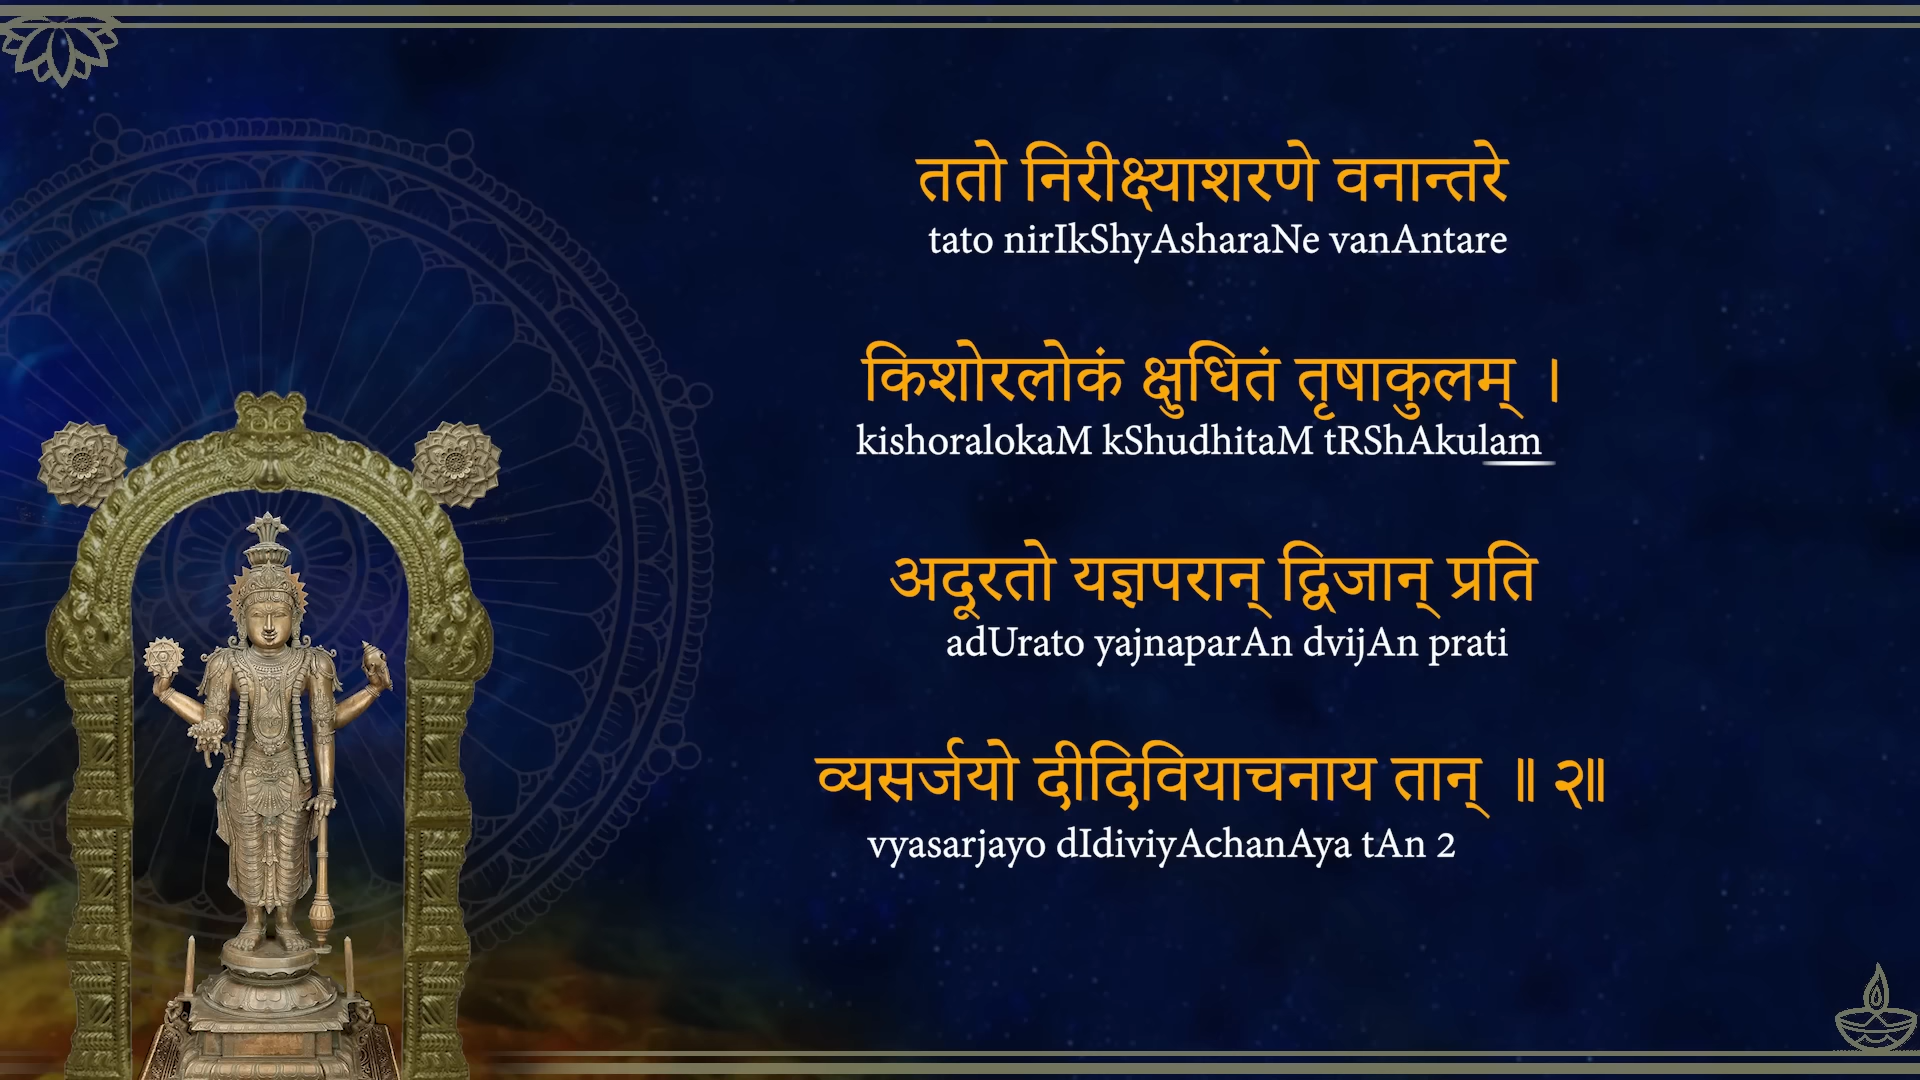 ततो निरीक्ष्याशरणे वनान्तरे
tato nirIkShyAsharaNe vanAntare
किशोरलोकं क्षुधितं तृषाकुलम् ।
kishoralokaM kShudhitaM tRShAkulam
अदूरतो यज्ञपरान् द्विजान् प्रति
adUrato yajnaparAn dvijAn prati
व्यसर्जयो दीदिवियाचनाय तान् ॥ २॥
vyasarjayo dIdiviyAchanAya tAn 2